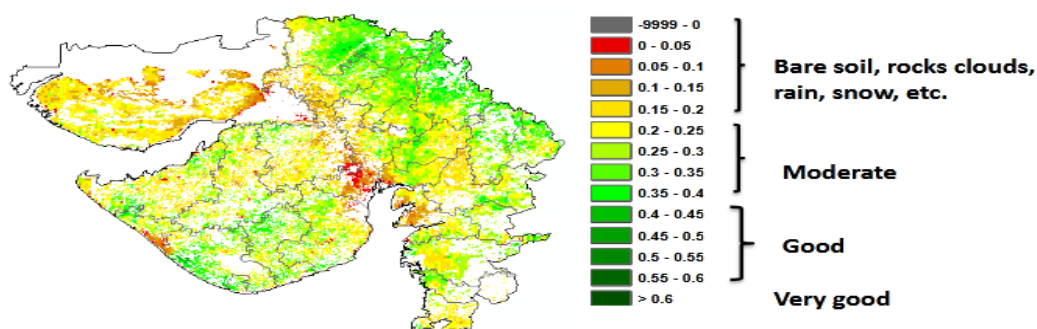 -9999 - 0
0 - 0.05
0.05 - 0.1
0.1 - 0.15
0.15 - 0.2
0.2 - 0.25
0.25 - 0.3
0.3 - 0.35
0.35 - 0.4
0.4 - 0.45
0.45 - 0.5
0.5 - 0.55
0.55 - 0.6
> 0.6
Bare soil, rocks clouds,
rain, snow, etc.
Moderate
Good
Very good